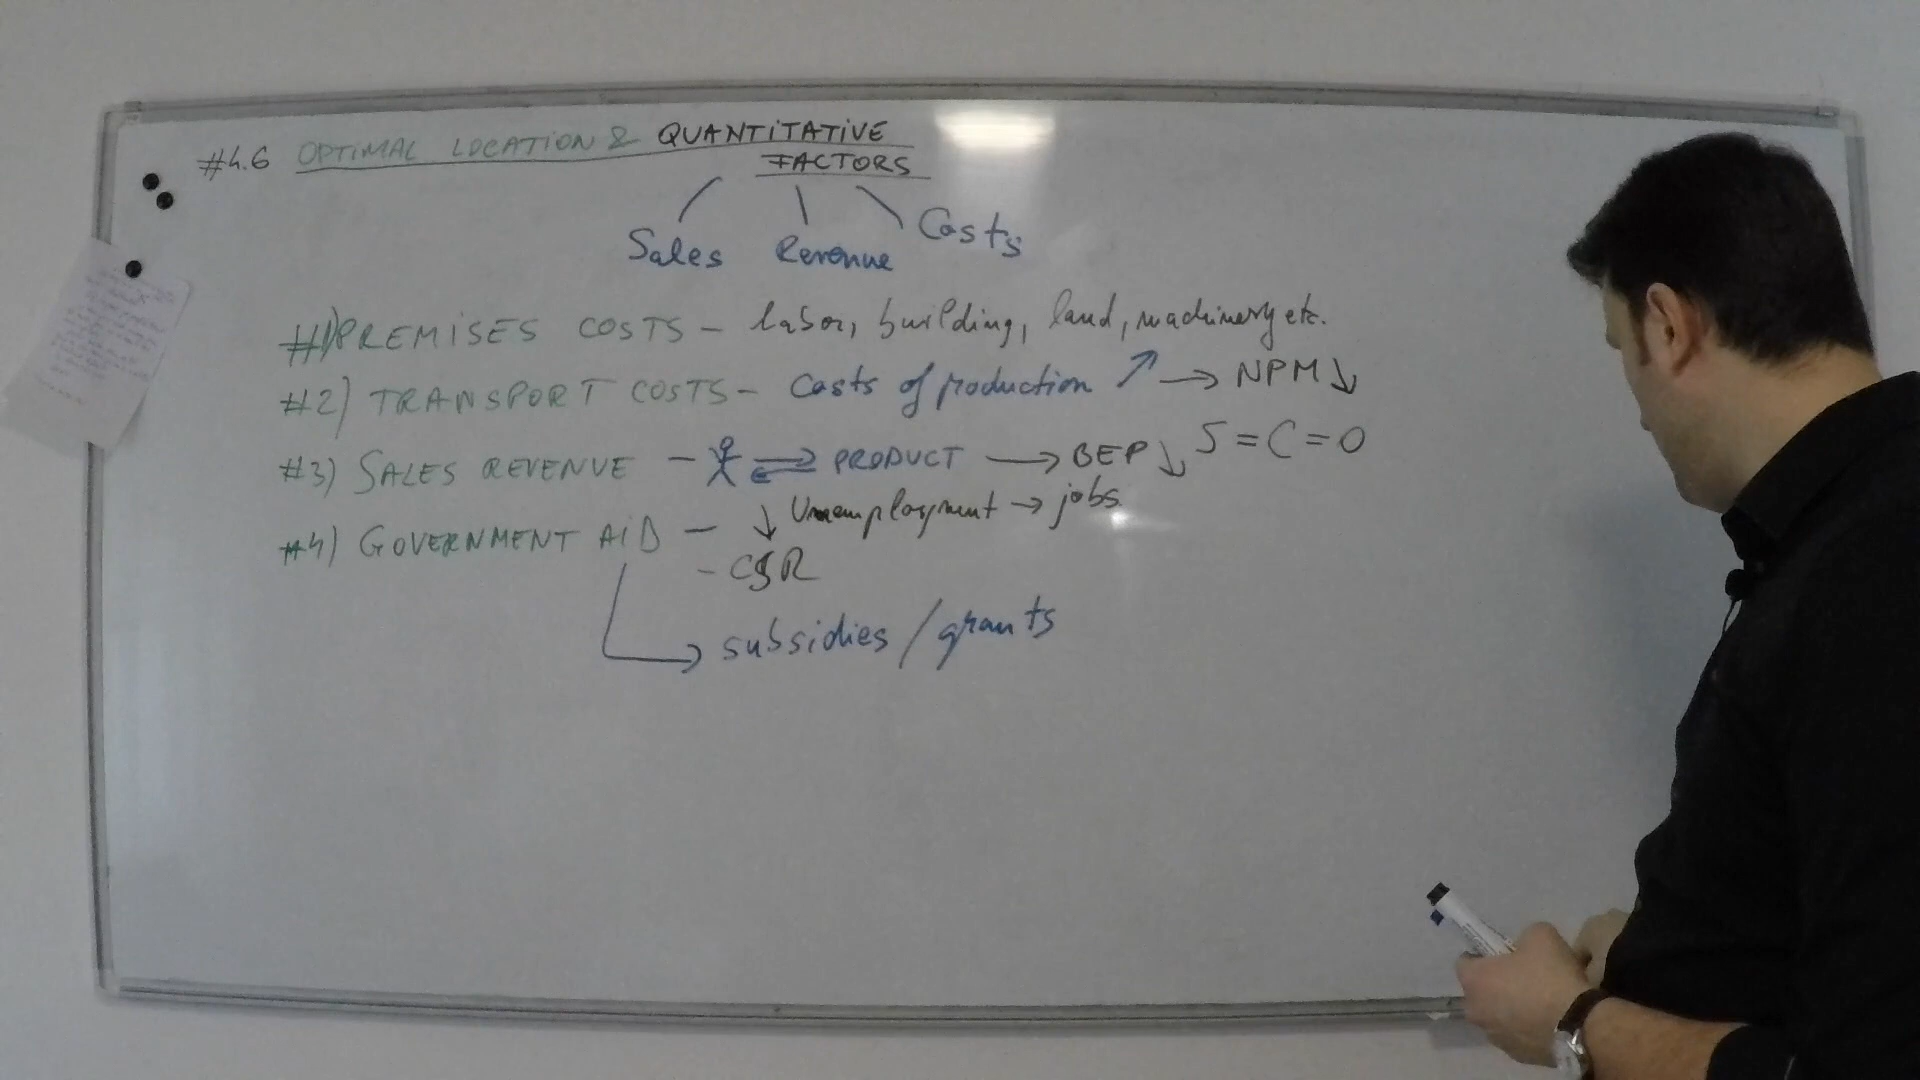 #4.6 OPTIMAL LOCATION & QUANTITATIVE
FACTORS
Sales Revenue Costs
#1) PREMISES COSTS - labor, building, land, machinery etc.
#2) TRANSPORT COSTS - Costs of production ↗ → NPM ↘
#3) SALES REVENUE - ⇌ PRODUCT → BEP ↘ S = C = 0
#4) GOVERNMENT AID - ↓ Unemployment → jobs.
- CSR
→ subsidies / grants